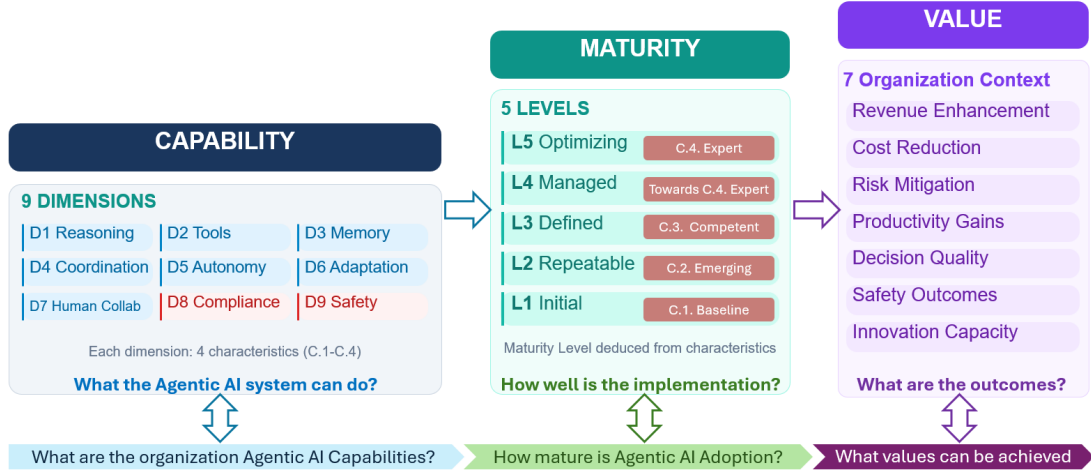 CAPABILITY
9 DIMENSIONS
D1 Reasoning
D2 Tools
D3 Memory
D4 Coordination
D5 Autonomy
D6 Adaptation
D7 Human Collab
D8 Compliance
D9 Safety
Each dimension: 4 characteristics (C.1-C.4)
What the Agentic AI system can do?
MATURITY
5 LEVELS
L5 Optimizing
C.4. Expert
L4 Managed
Towards C.4. Expert
L3 Defined
C.3. Competent
L2 Repeatable
C.2. Emerging
L1 Initial
C.1. Baseline
Maturity Level deduced from characteristics
How well is the implementation?
VALUE
7 Organization Context
Revenue Enhancement
Cost Reduction
Risk Mitigation
Productivity Gains
Decision Quality
Safety Outcomes
Innovation Capacity
What are the outcomes?
What are the organization Agentic AI Capabilities?
How mature is Agentic AI Adoption?
What values can be achieved